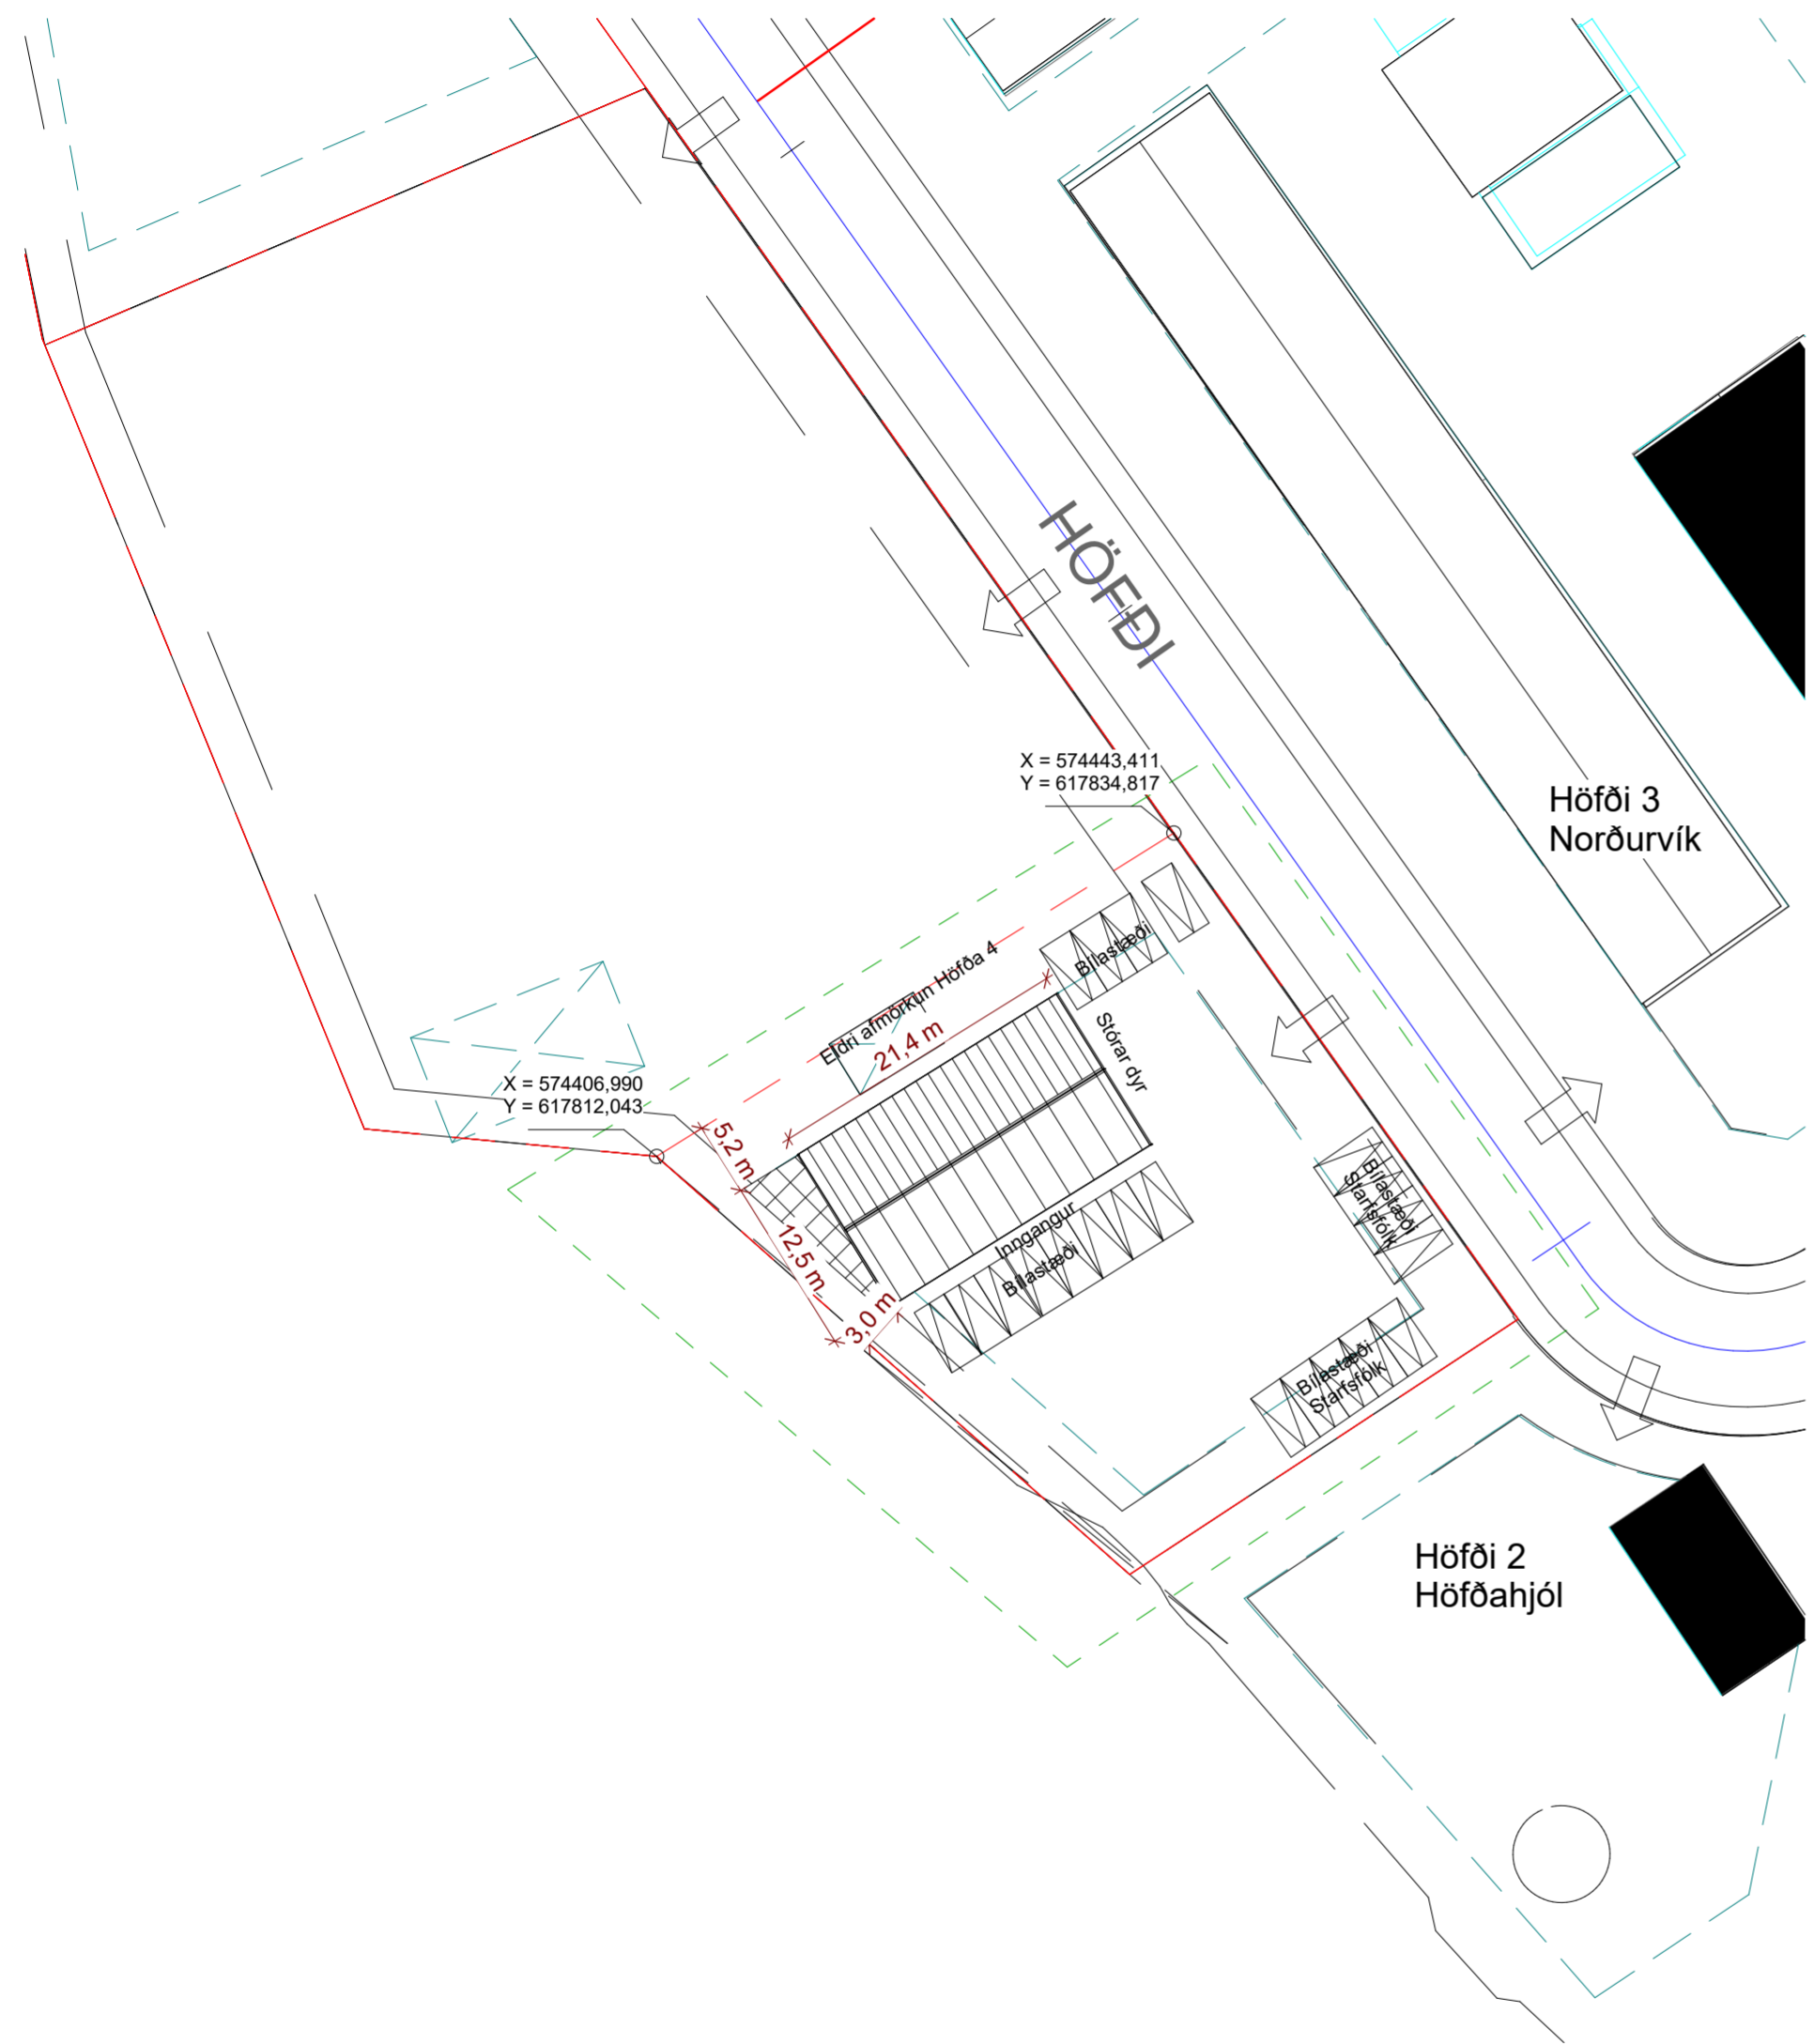 HÖFÐI
X = 574443,411
Y = 617834,817
Höfði 3
Norðurvík
Bílastæði
Eldri afmörkun Höfða 4
21,4 m
Stórar dyr
X = 574406,990
Y = 617812,043
5,2 m
12,5 m
3,0 m
Inngangur
Bílastæði
Bílastæði
Starfsfólk
Bílastæði
Starfsfólk
Höfði 2
Höfðahjól